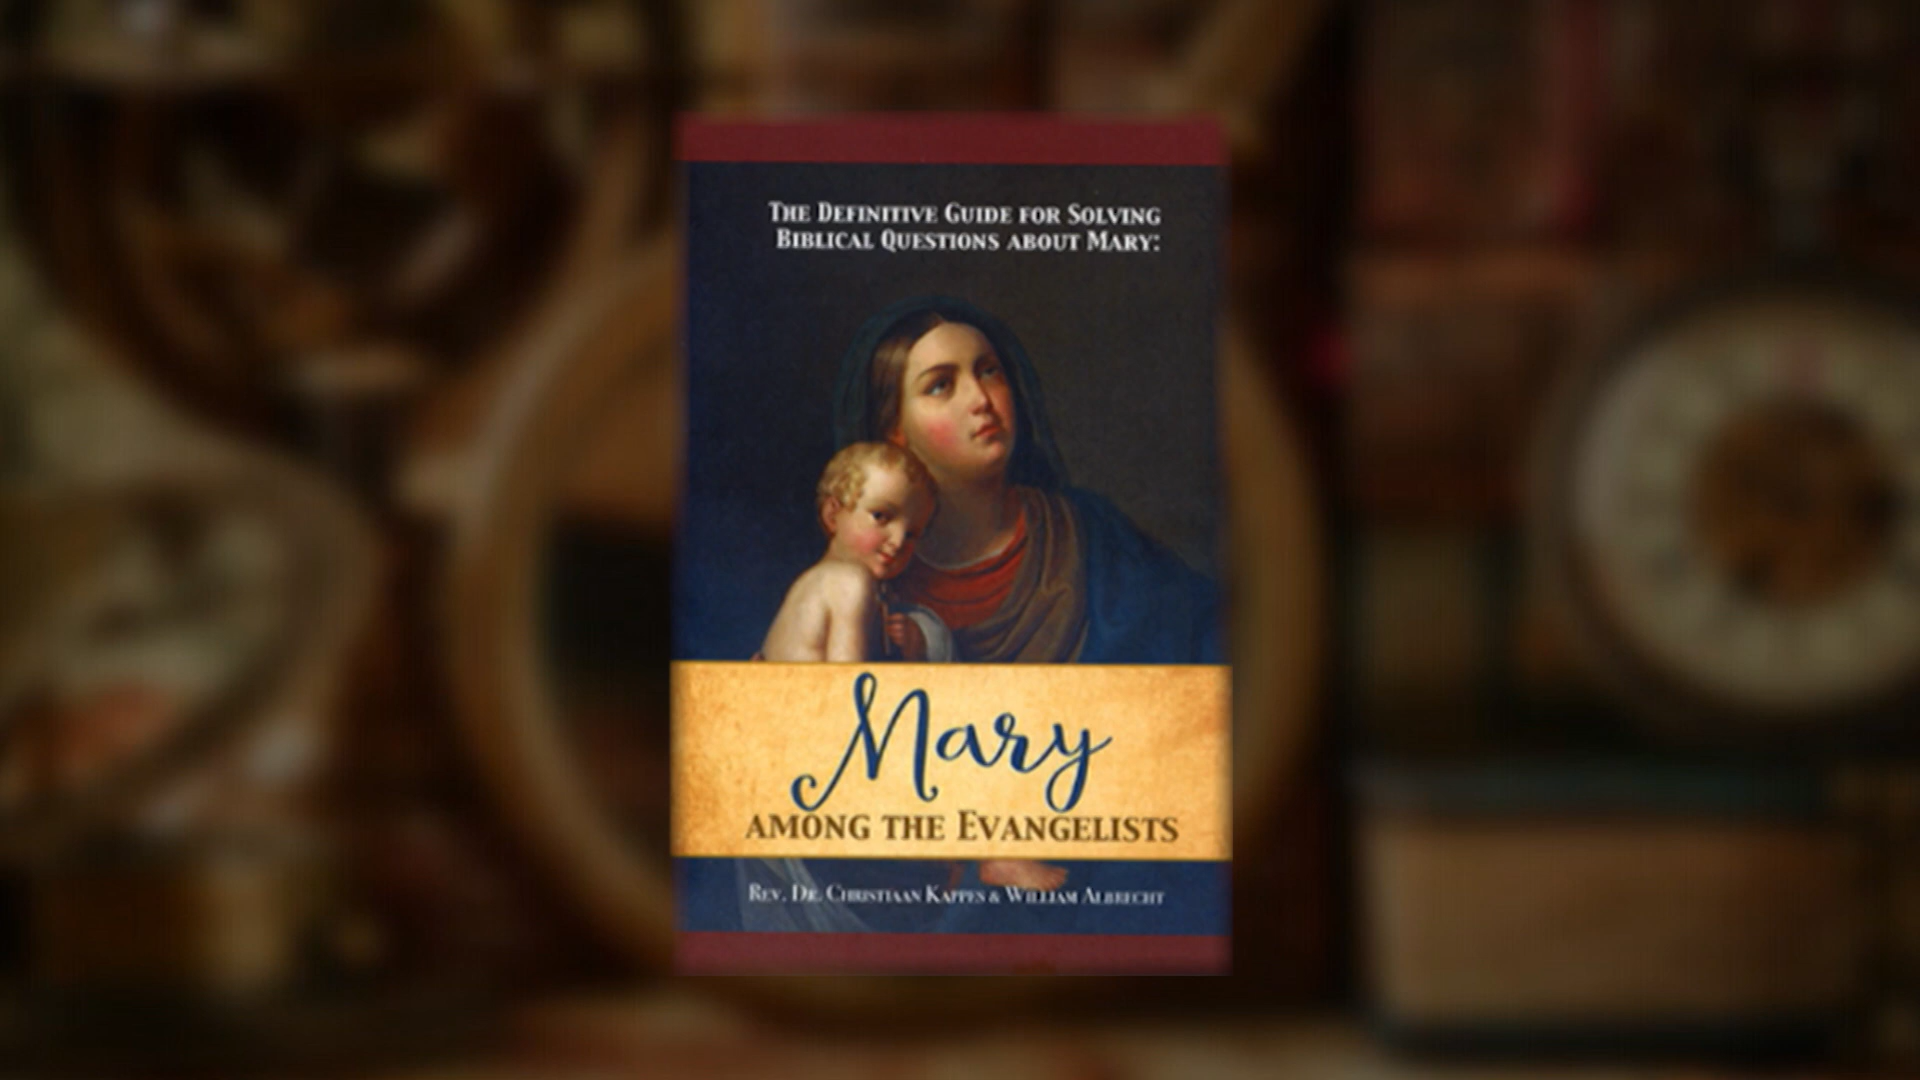 The Definitive Guide for Solving
Biblical Questions about Mary:
Mary
among the Evangelists
Rev. Dr. Christiaan Kappes & William Albrecht